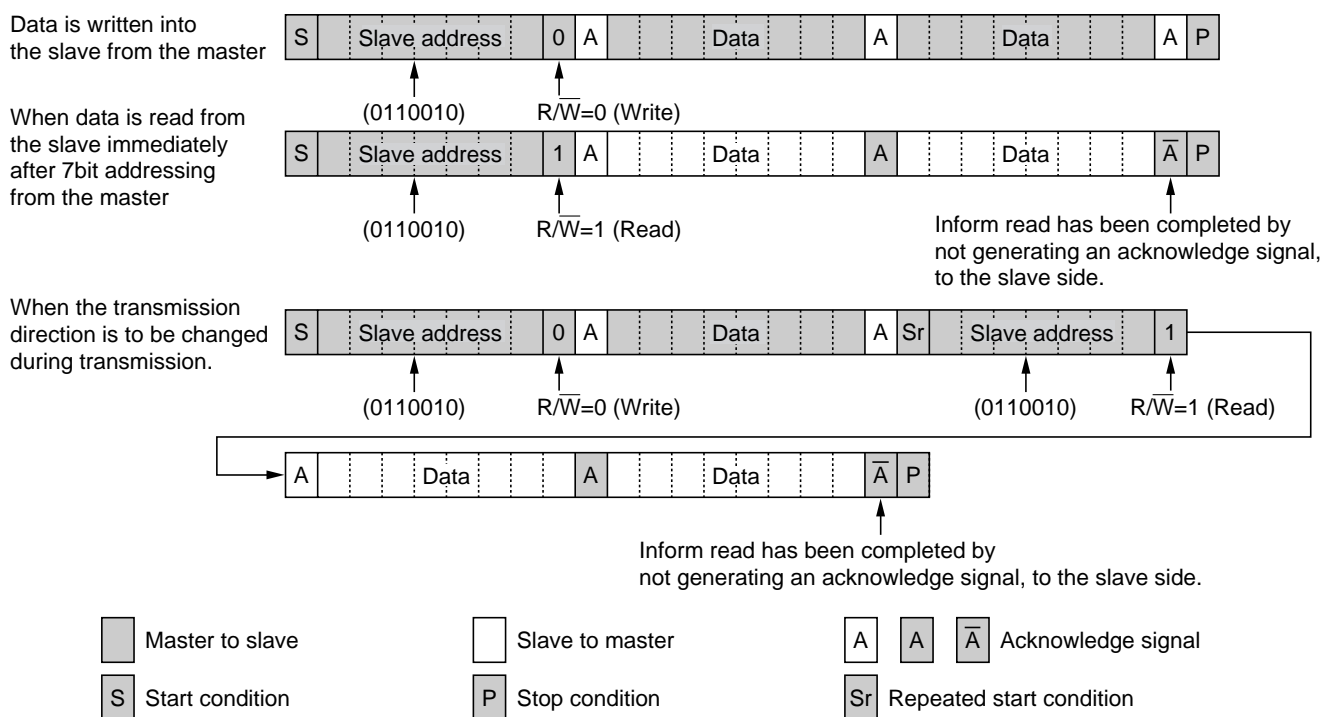 Data is written into
the slave from the master
S Slave address 0 A Data A Data A P
(0110010) R/W̅=0 (Write)
When data is read from
the slave immediately
after 7bit addressing
from the master
S Slave address 1 A Data A Data A̅ P
(0110010) R/W̅=1 (Read)
Inform read has been completed by
not generating an acknowledge signal,
to the slave side.
When the transmission
direction is to be changed
during transmission.
S Slave address 0 A Data A Sr Slave address 1
(0110010) R/W̅=0 (Write) (0110010) R/W̅=1 (Read)
A Data A Data A̅ P
Inform read has been completed by
not generating an acknowledge signal, to the slave side.
Master to slave Slave to master A A A̅ Acknowledge signal
S Start condition P Stop condition Sr Repeated start condition